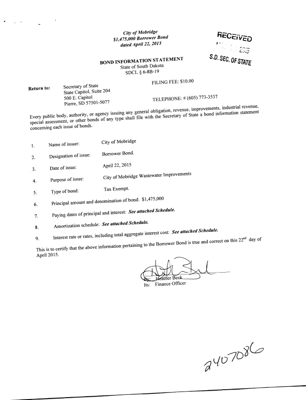 City of Mobridge
$1,475,000 Borrower Bond
dated April 22, 2015
RECEIVED
S.D. SEC. OF STATE
BOND INFORMATION STATEMENT
State of South Dakota
SDCL § 6-8B-19
FILING FEE: $10.00
Return to: Secretary of State
State Capitol, Suite 204
500 E. Capitol
Pierre, SD 57501-5077
TELEPHONE: # (605) 773-3537
Every public body, authority, or agency issuing any general obligation, revenue, improvements, industrial revenue,
special assessment, or other bonds of any type shall file with the Secretary of State a bond information statement
concerning each issue of bonds.
1. Name of issuer: City of Mobridge
2. Designation of issue: Borrower Bond.
3. Date of issue: April 22, 2015
4. Purpose of issue: City of Mobridge Wastewater Improvements
5. Type of bond: Tax Exempt.
6. Principal amount and denomination of bond: $1,475,000
7. Paying dates of principal and interest: See attached Schedule.
8. Amortization schedule: See attached Schedule.
9. Interest rate or rates, including total aggregate interest cost: See attached Schedule.
This is to certify that the above information pertaining to the Borrower Bond is true and correct on this 22nd day of
April 2015.
By: Heather Beck
Its: Finance Officer
2407086